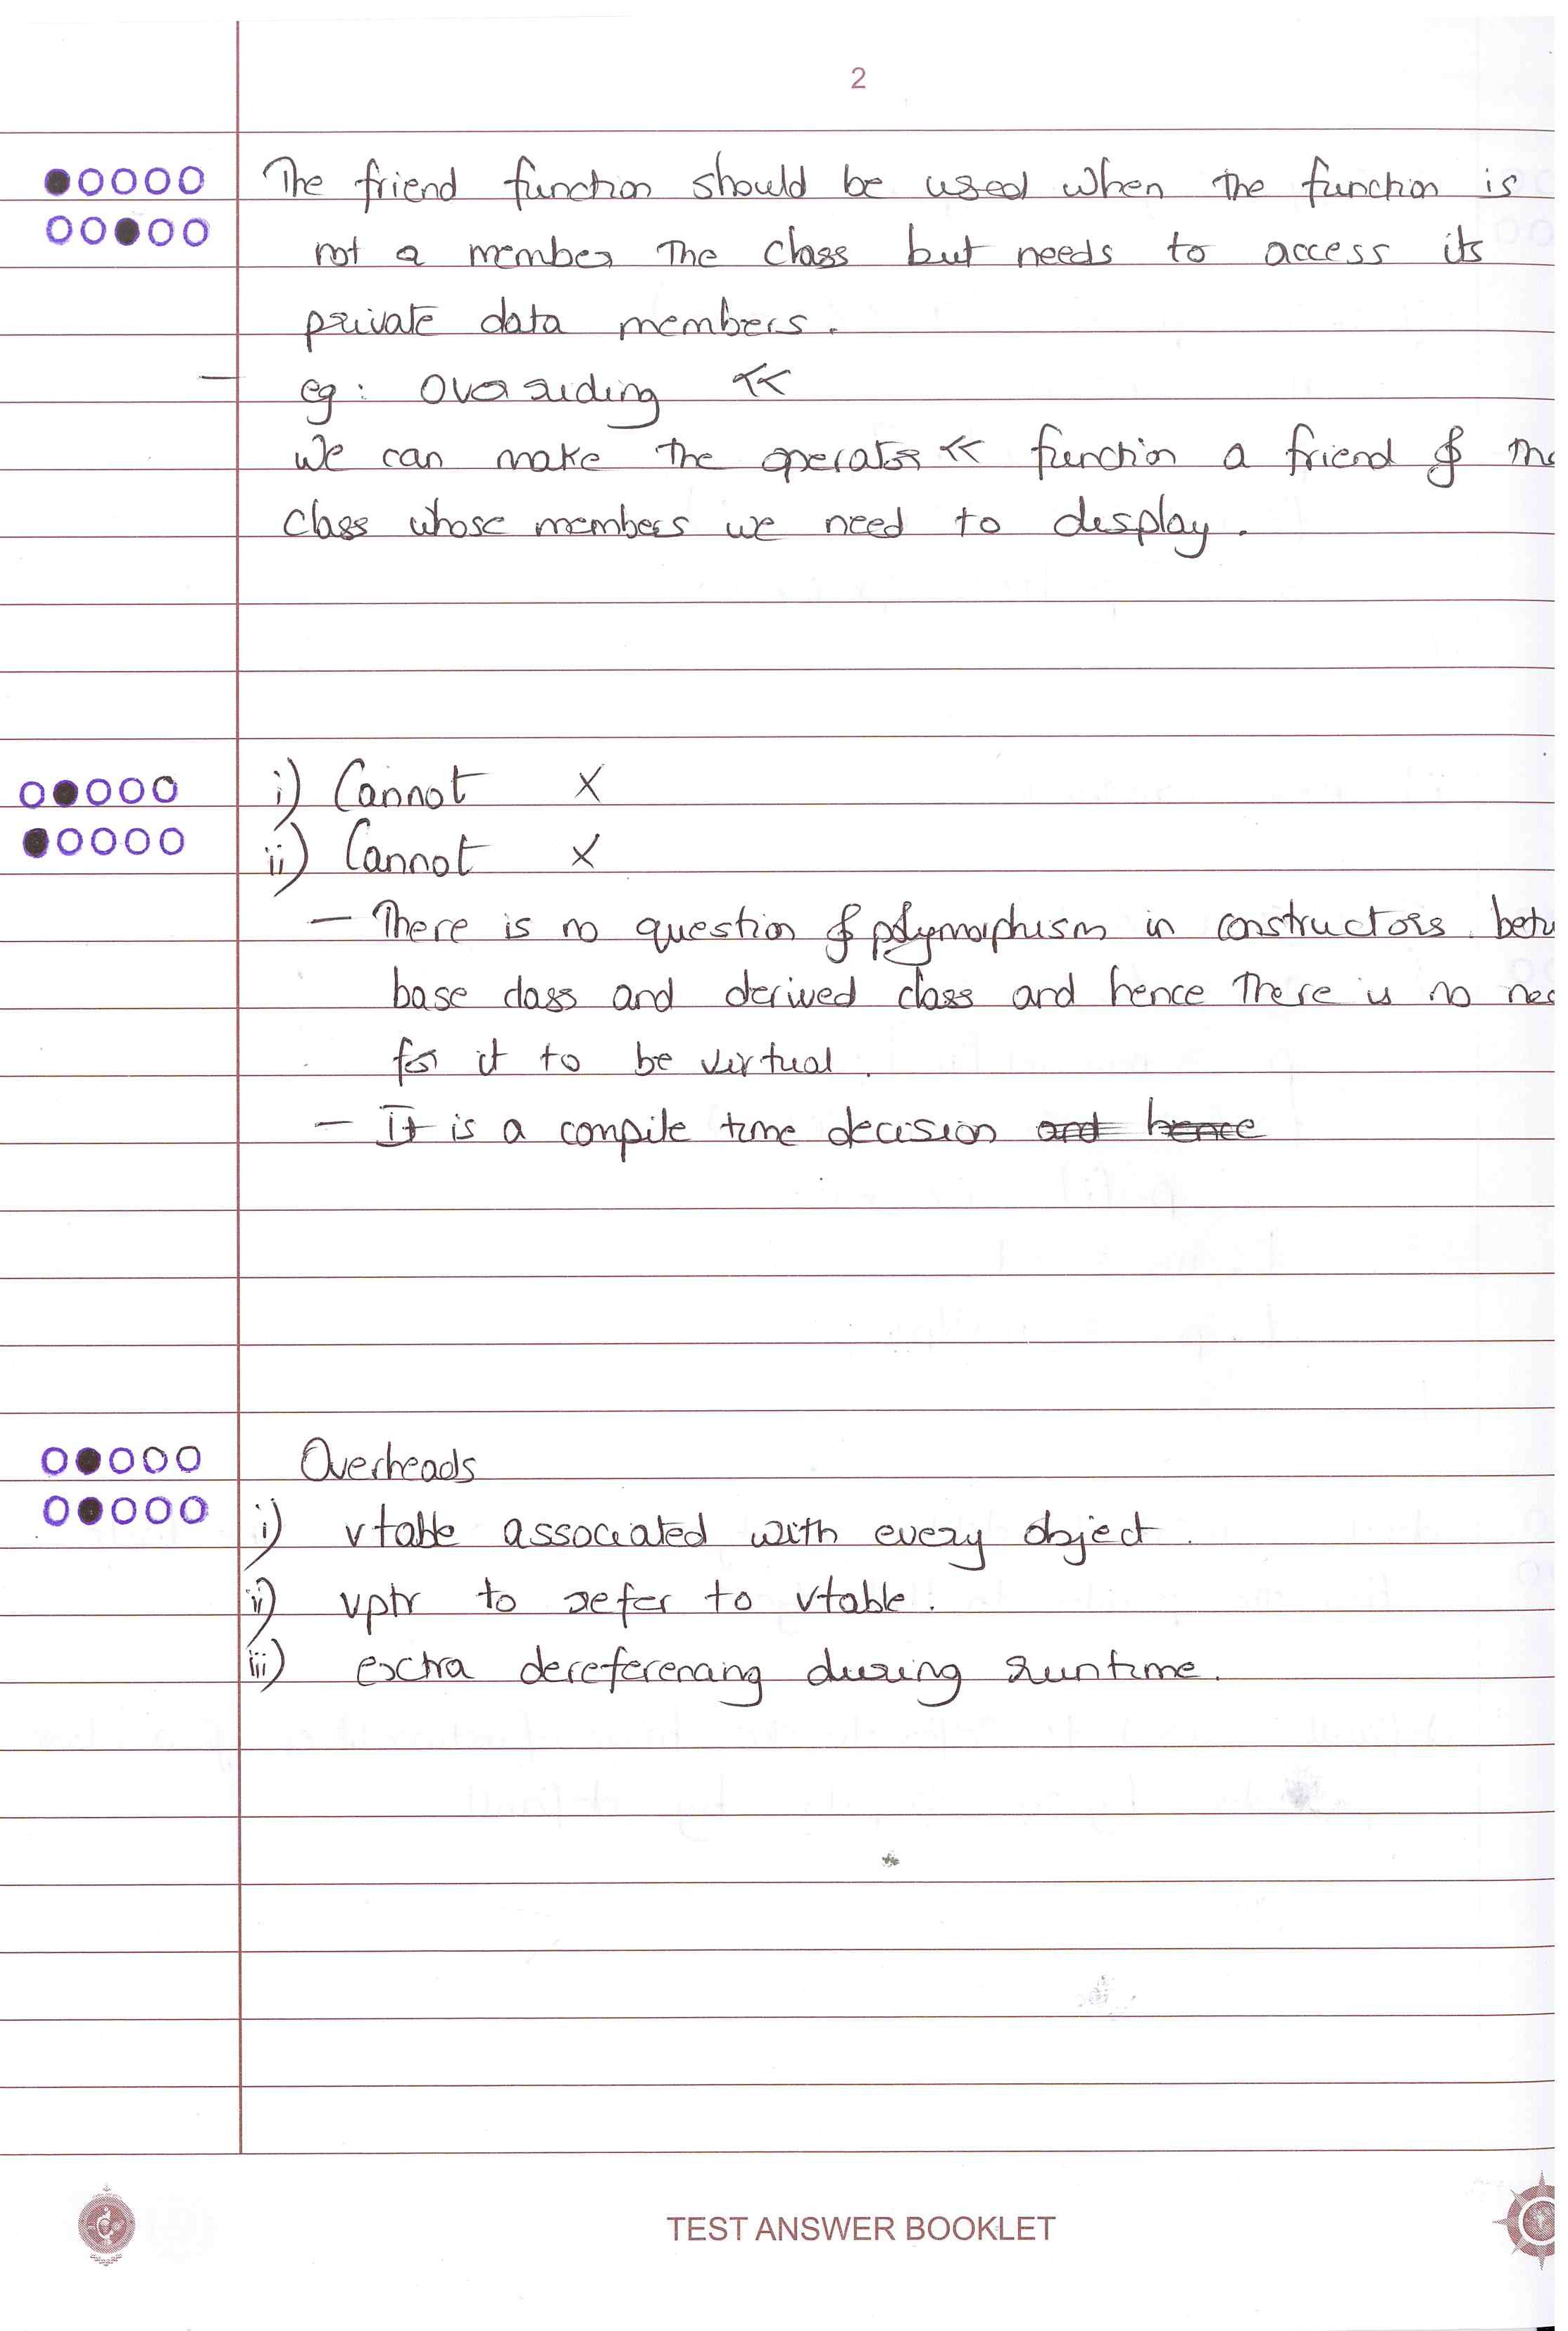 2
The friend function should be used when the function is
not a member the class but needs to access its
private data members.
— eg: Overriding <<
We can make the operator << function a friend of the
class whose members we need to display.
i) Cannot X
ii) Cannot X
— There is no question of polymorphism in constructors betw
base class and derived class and hence there is no nee
for it to be virtual.
— It is a compile time decision and hence
Overheads
i) vtable associated with every object.
ii) vptr to refer to vtable.
iii) extra dereferencing during runtime.
TEST ANSWER BOOKLET